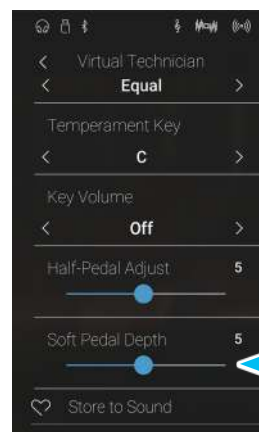 Virtual Technician
Equal
Temperament Key
C
Key Volume
Off
Half-Pedal Adjust 5
Soft Pedal Depth 5
Store to Sound